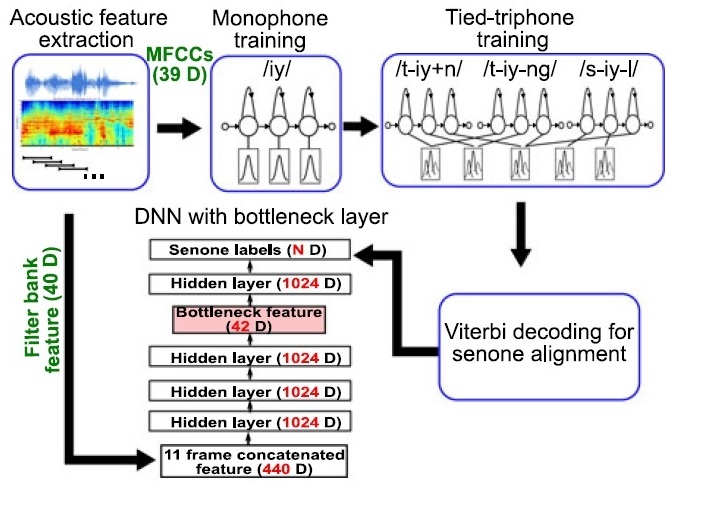 Acoustic feature
extraction
MFCCs
(39 D)
Monophone
training
/iy/
Tied-triphone
training
/t-iy+n/ /t-iy-ng/ /s-iy-l/
DNN with bottleneck layer
Senone labels (N D)
Hidden layer (1024 D)
Bottleneck feature
(42 D)
Hidden layer (1024 D)
Hidden layer (1024 D)
Hidden layer (1024 D)
11 frame concatenated
feature (440 D)
Filter bank
feature (40 D)
Viterbi decoding for
senone alignment